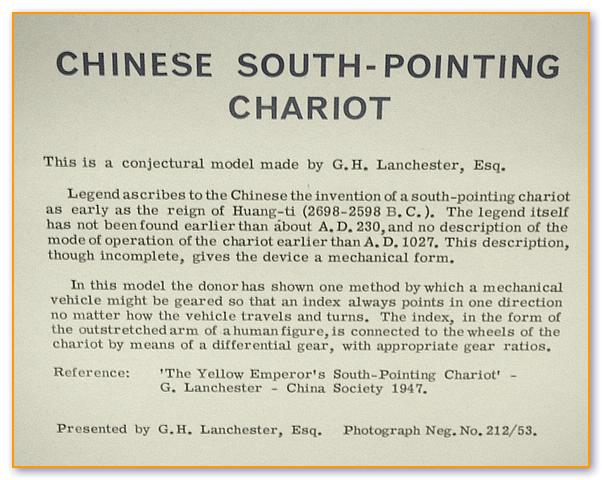 CHINESE SOUTH-POINTING
CHARIOT
This is a conjectural model made by G.H. Lanchester, Esq.
Legend ascribes to the Chinese the invention of a south-pointing chariot
as early as the reign of Huang-ti (2698-2598 B.C.). The legend itself
has not been found earlier than about A.D. 230, and no description of the
mode of operation of the chariot earlier than A.D. 1027. This description,
though incomplete, gives the device a mechanical form.
In this model the donor has shown one method by which a mechanical
vehicle might be geared so that an index always points in one direction
no matter how the vehicle travels and turns. The index, in the form of
the outstretched arm of a human figure, is connected to the wheels of the
chariot by means of a differential gear, with appropriate gear ratios.
Reference: 'The Yellow Emperor's South-Pointing Chariot' -
G. Lanchester - China Society 1947.
Presented by G.H. Lanchester, Esq. Photograph Neg. No. 212/53.